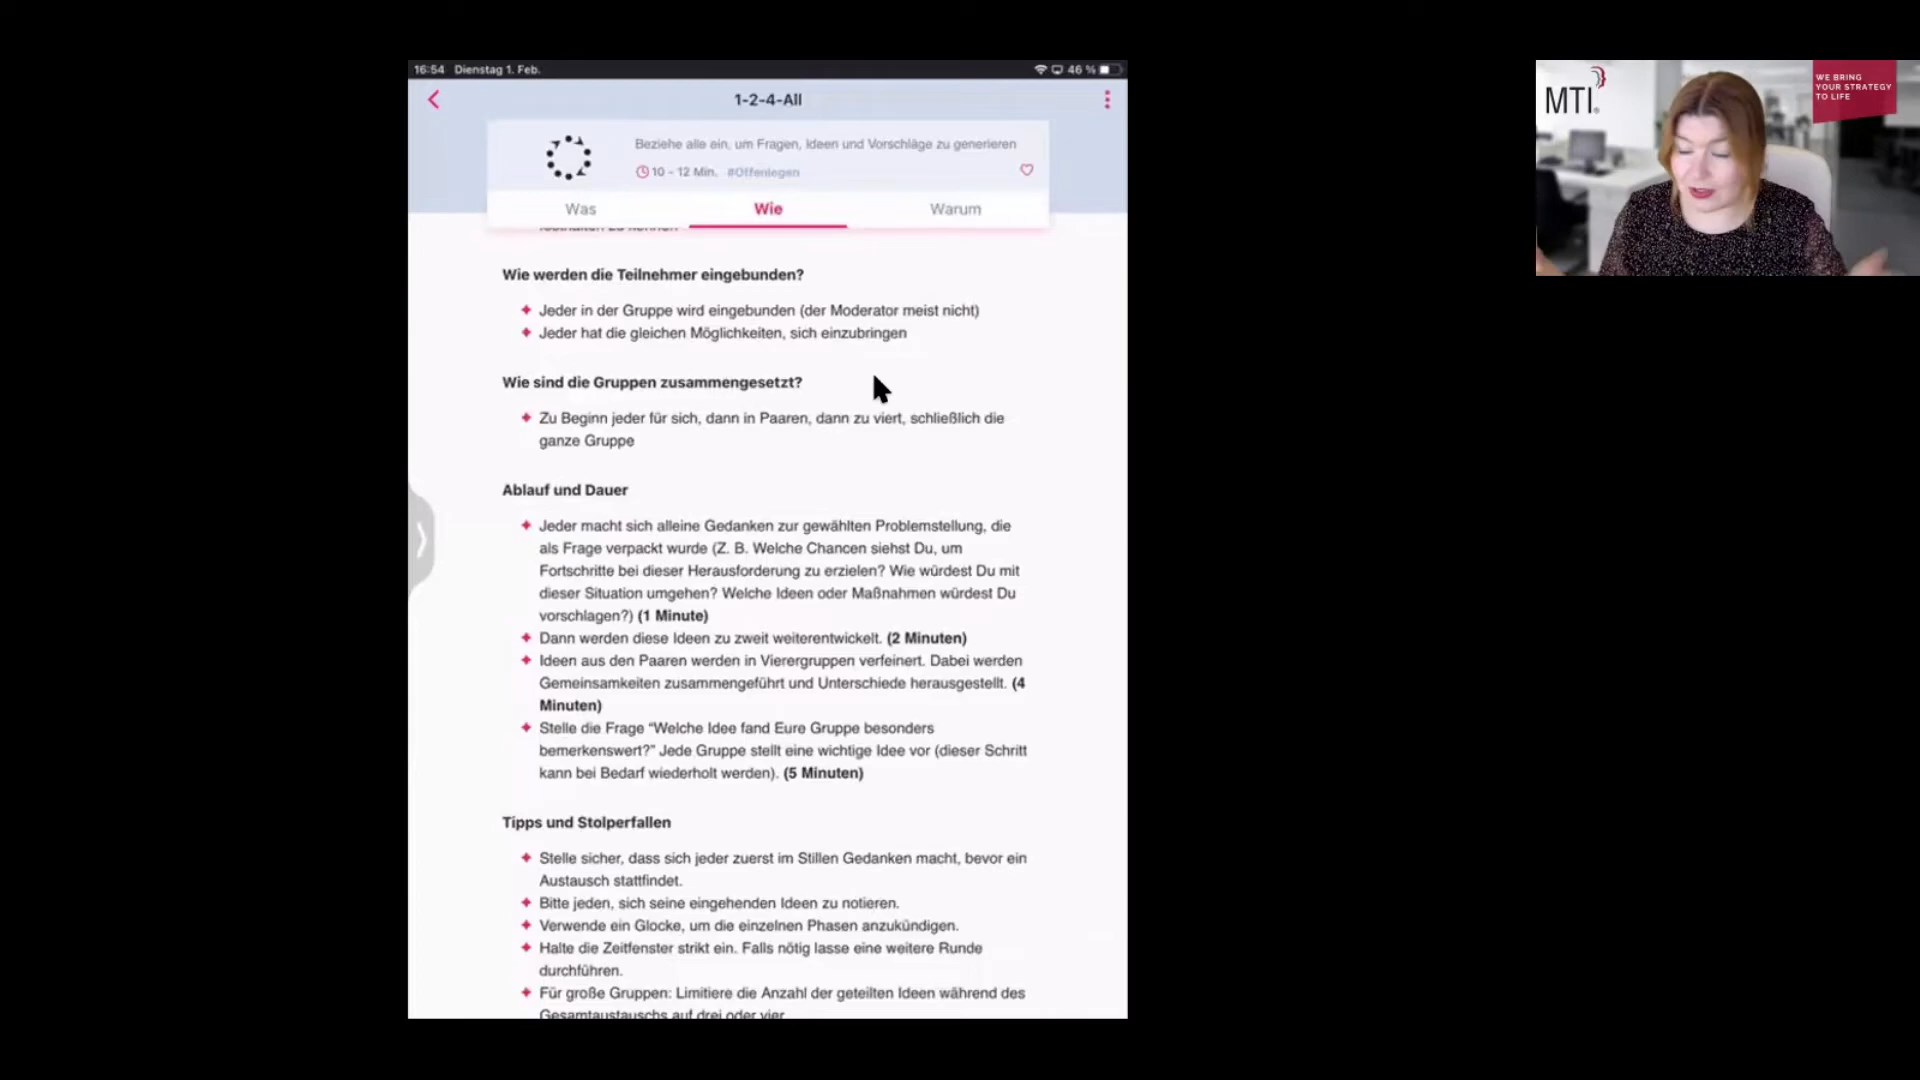 16:54 Dienstag 1. Feb.
46 %
1-2-4-All
Beziehe alle ein, um Fragen, Ideen und Vorschläge zu generieren
10 - 12 Min. #Offenlegen
Was Wie Warum
Wie werden die Teilnehmer eingebunden?
Jeder in der Gruppe wird eingebunden (der Moderator meist nicht)
Jeder hat die gleichen Möglichkeiten, sich einzubringen
Wie sind die Gruppen zusammengesetzt?
Zu Beginn jeder für sich, dann in Paaren, dann zu viert, schließlich die
ganze Gruppe
Ablauf und Dauer
Jeder macht sich alleine Gedanken zur gewählten Problemstellung, die
als Frage verpackt wurde (Z. B. Welche Chancen siehst Du, um
Fortschritte bei dieser Herausforderung zu erzielen? Wie würdest Du mit
dieser Situation umgehen? Welche Ideen oder Maßnahmen würdest Du
vorschlagen?) (1 Minute)
Dann werden diese Ideen zu zweit weiterentwickelt. (2 Minuten)
Ideen aus den Paaren werden in Vierergruppen verfeinert. Dabei werden
Gemeinsamkeiten zusammengeführt und Unterschiede herausgestellt. (4
Minuten)
Stelle die Frage “Welche Idee fand Eure Gruppe besonders
bemerkenswert?” Jede Gruppe stellt eine wichtige Idee vor (dieser Schritt
kann bei Bedarf wiederholt werden). (5 Minuten)
Tipps und Stolperfallen
Stelle sicher, dass sich jeder zuerst im Stillen Gedanken macht, bevor ein
Austausch stattfindet.
Bitte jeden, sich seine eingehenden Ideen zu notieren.
Verwende ein Glocke, um die einzelnen Phasen anzukündigen.
Halte die Zeitfenster strikt ein. Falls nötig lasse eine weitere Runde
durchführen.
Für große Gruppen: Limitiere die Anzahl der geteilten Ideen während des
Gesamtaustauschs auf drei oder vier
MTI
WE BRING
YOUR STRATEGY
TO LIFE